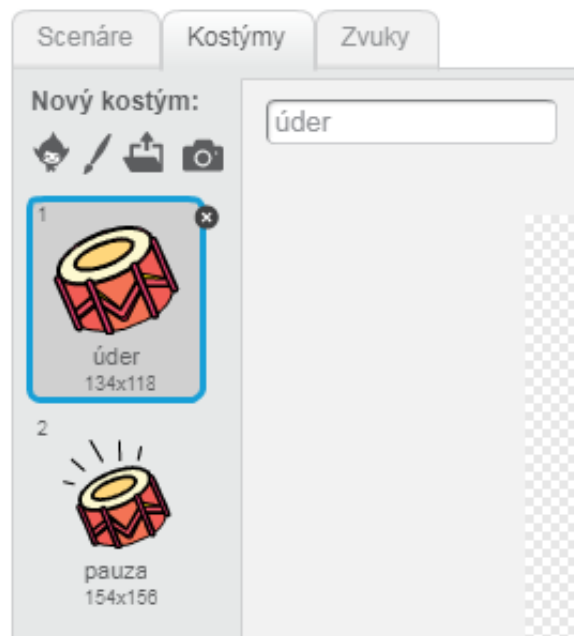 Scenáre Kostýmy Zvuky
Nový kostým:
úder
1
úder
134x118
2
pauza
154x156